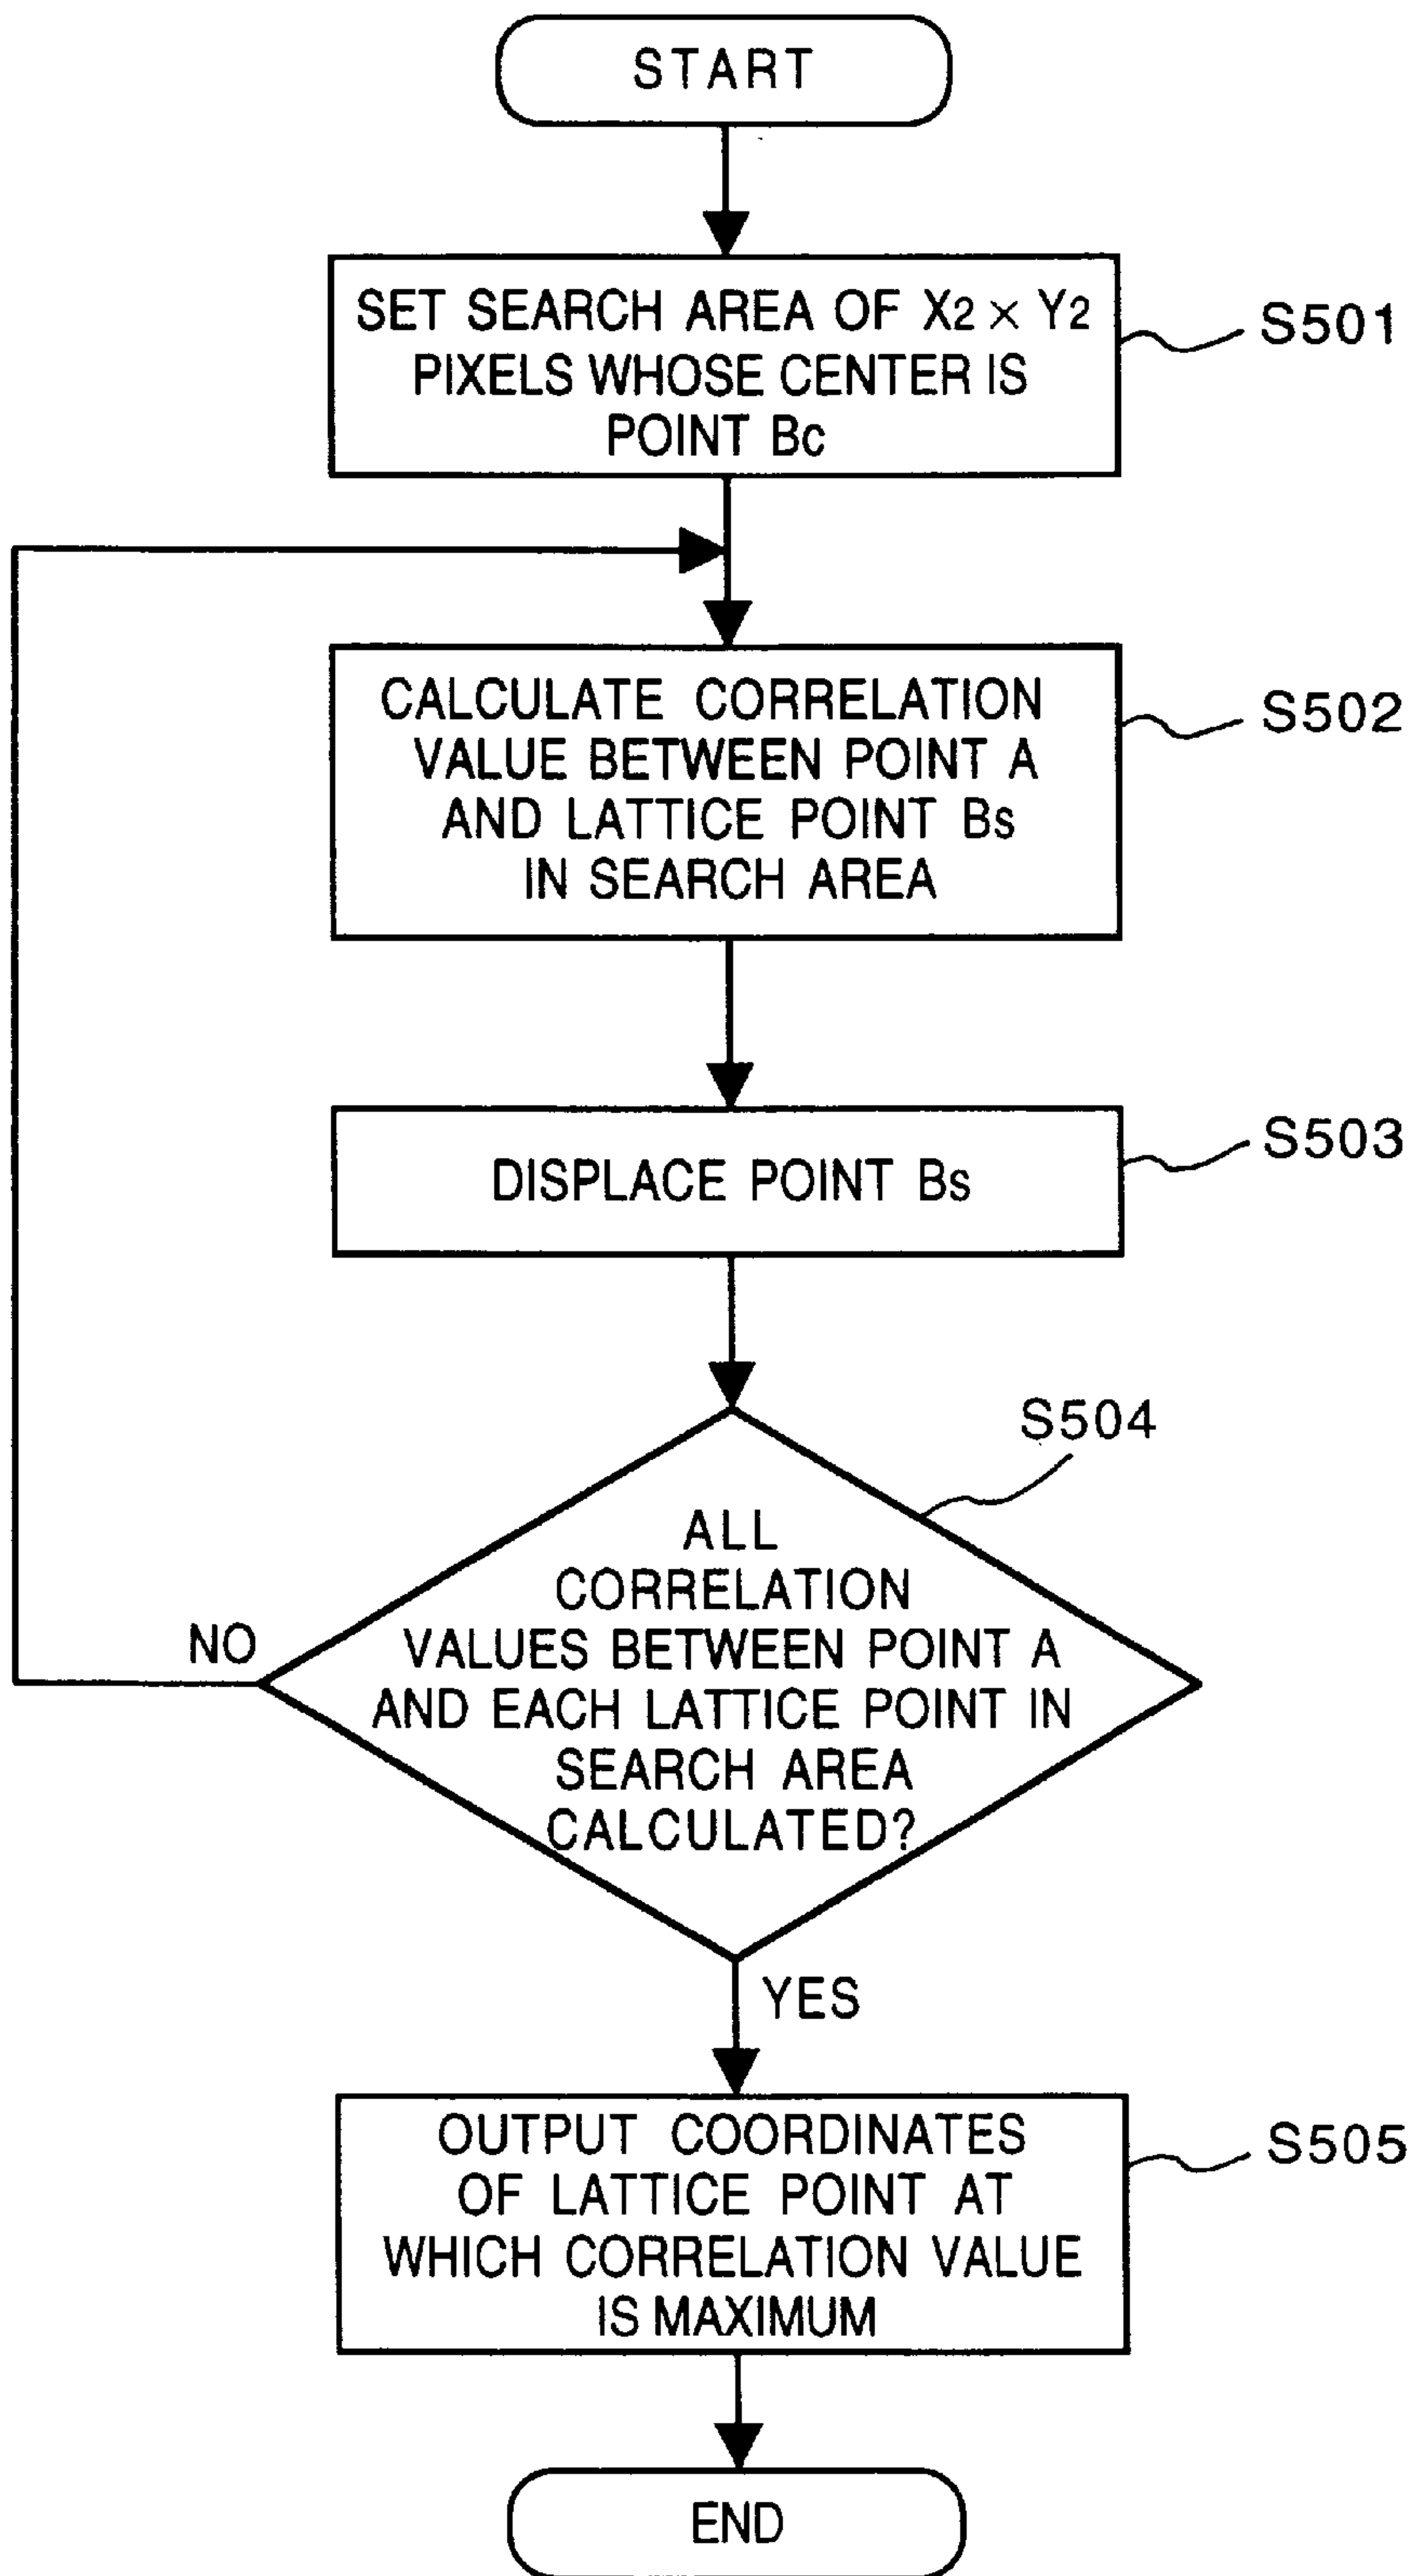 START
SET SEARCH AREA OF X2 × Y2
PIXELS WHOSE CENTER IS
POINT Bc
S501
CALCULATE CORRELATION
VALUE BETWEEN POINT A
AND LATTICE POINT Bs
IN SEARCH AREA
S502
DISPLACE POINT Bs
S503
S504
ALL
CORRELATION
VALUES BETWEEN POINT A
AND EACH LATTICE POINT IN
SEARCH AREA
CALCULATED?
NO
YES
OUTPUT COORDINATES
OF LATTICE POINT AT
WHICH CORRELATION VALUE
IS MAXIMUM
S505
END